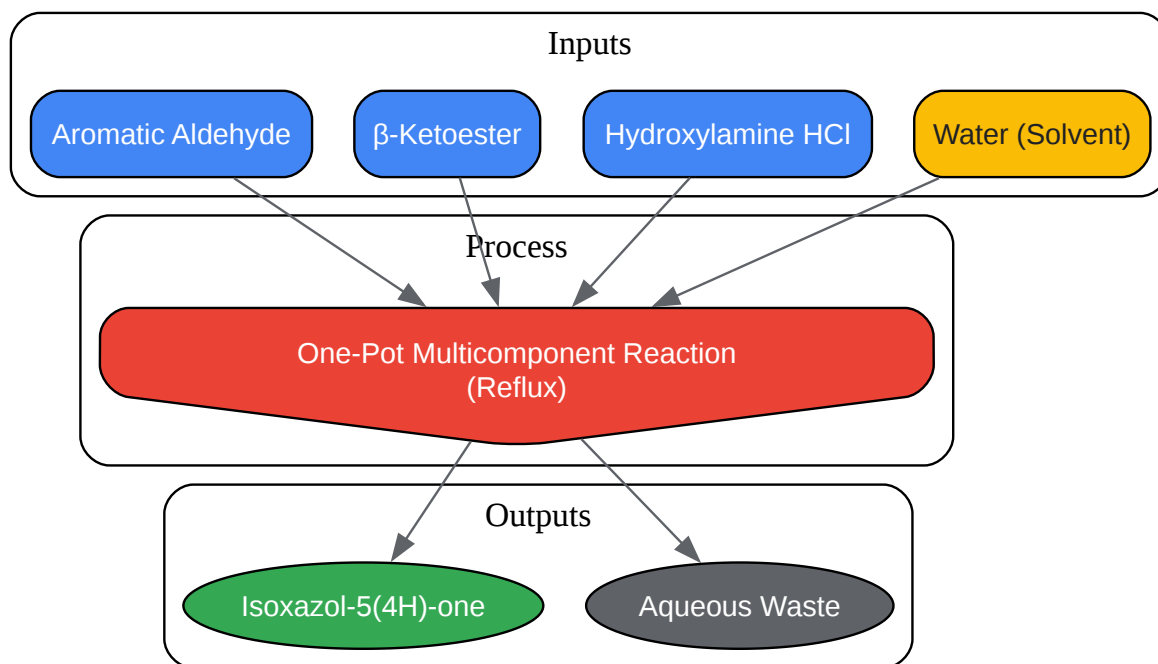 Inputs
Aromatic Aldehyde
β-Ketoester
Hydroxylamine HCl
Water (Solvent)
Process
One-Pot Multicomponent Reaction
(Reflux)
Outputs
Isoxazol-5(4H)-one
Aqueous Waste